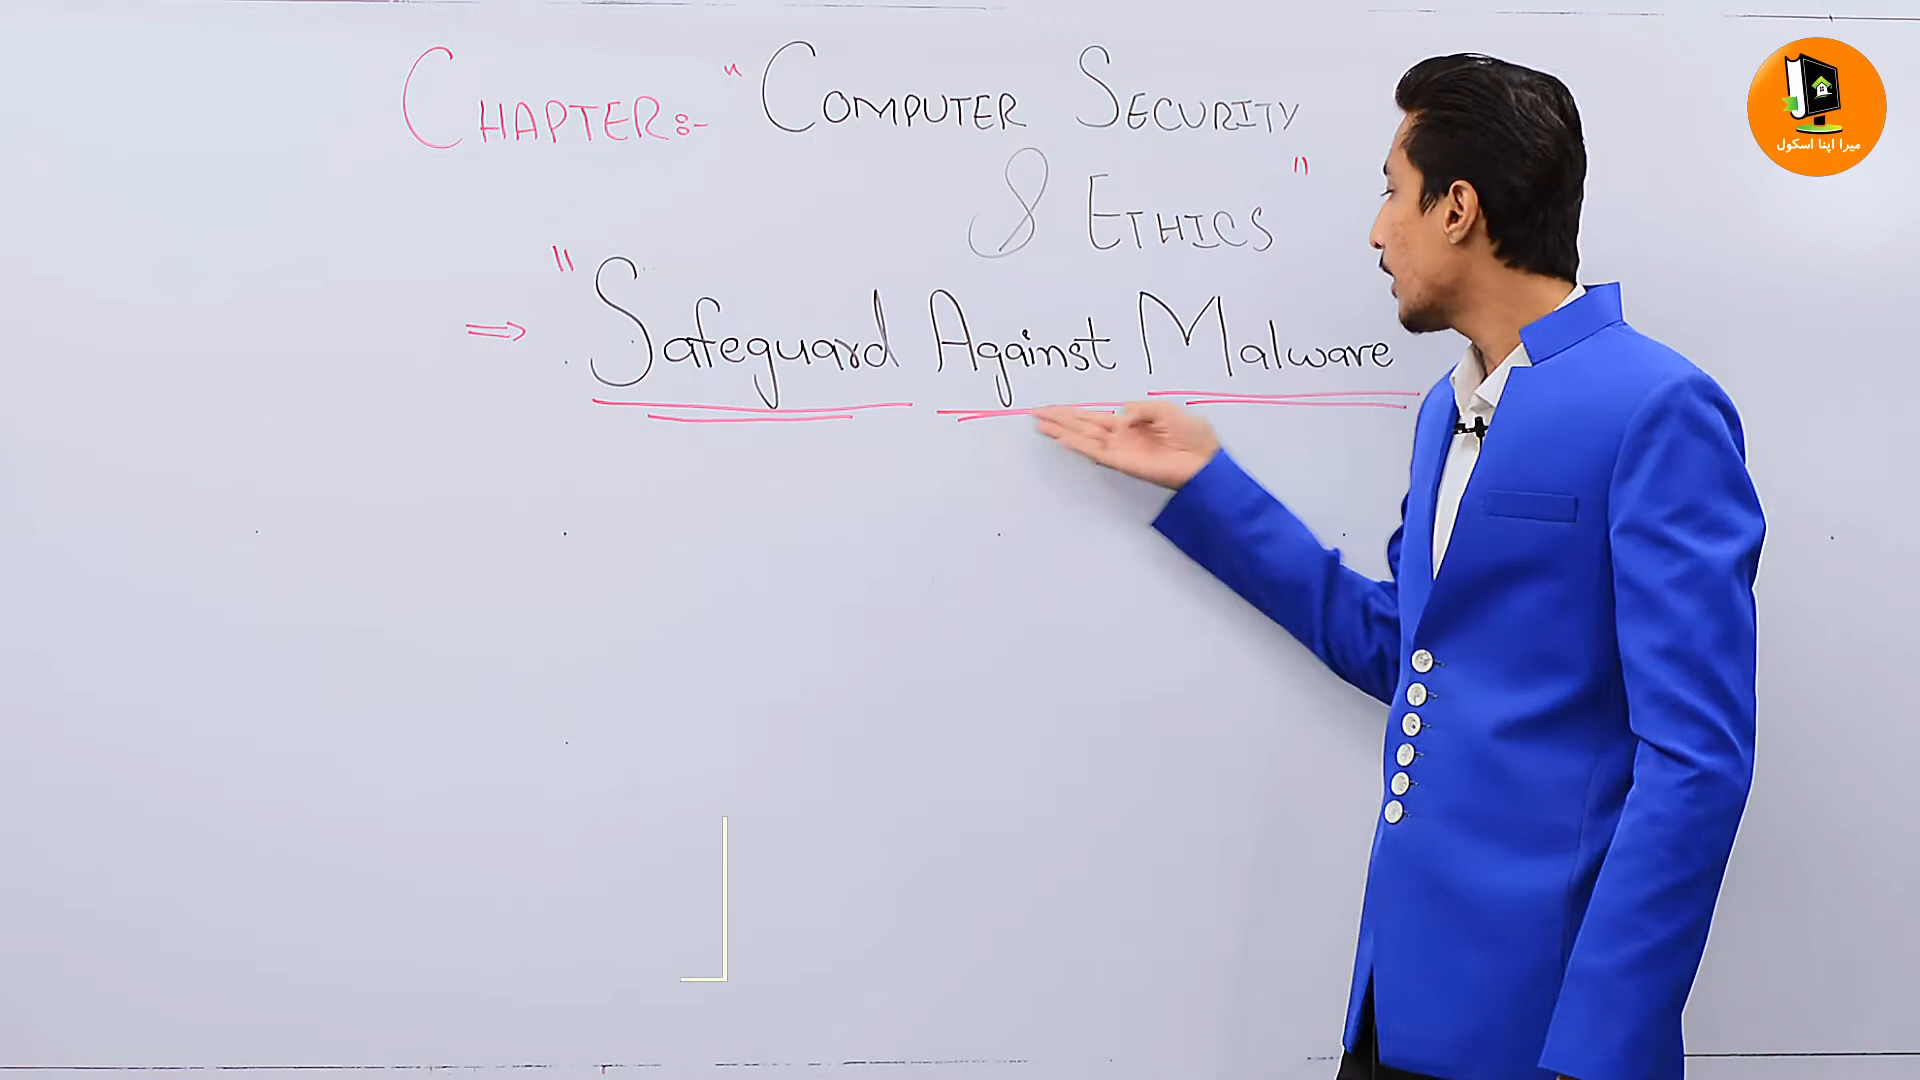 CHAPTER:- "COMPUTER SECURITY
& ETHICS"
⇒ "Safeguard Against Malware
میرا اپنا اسکول